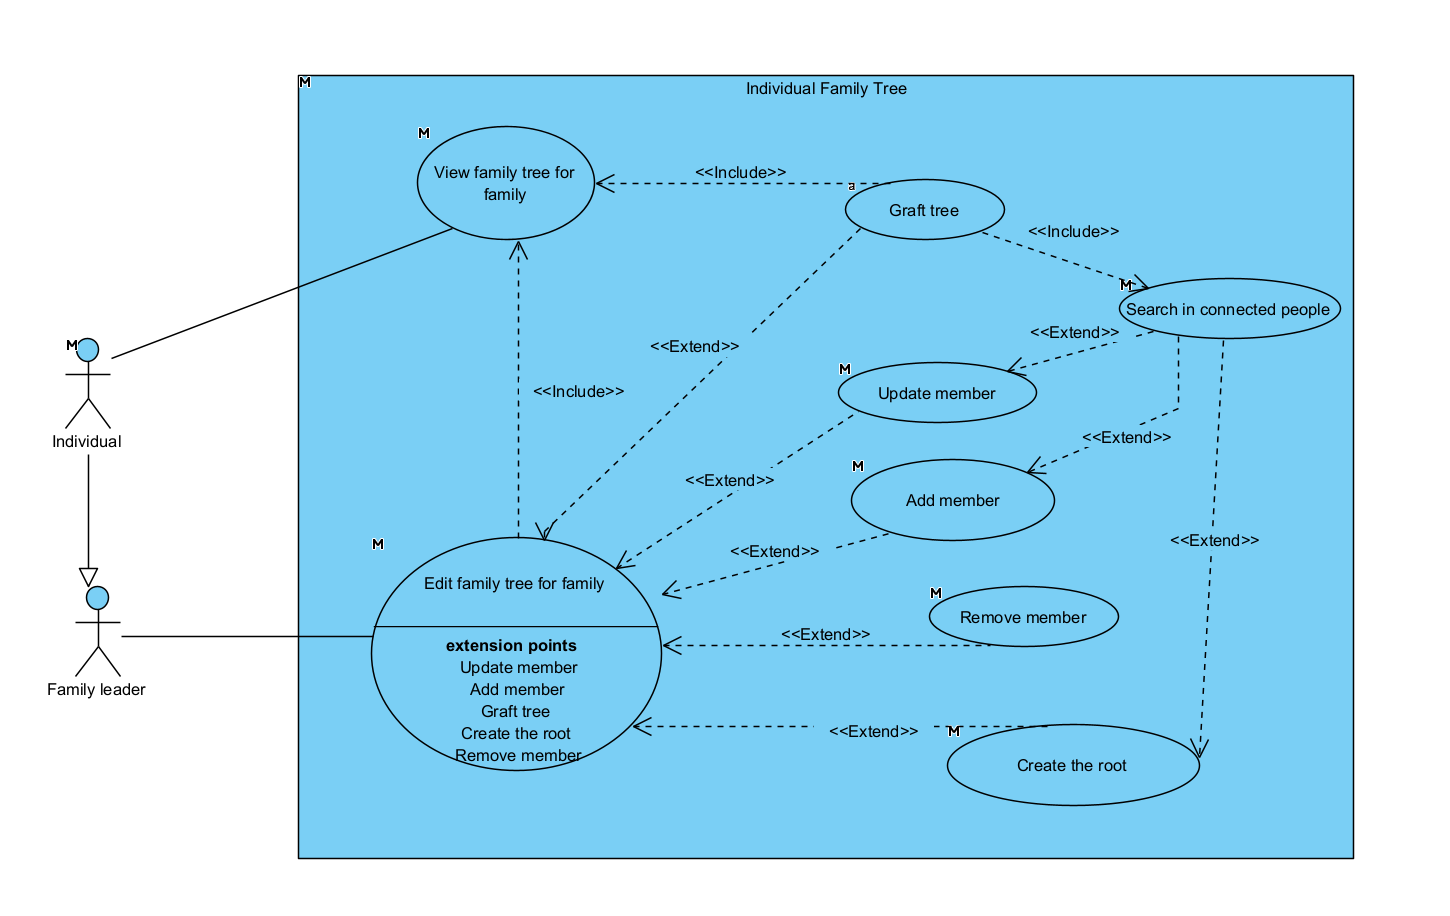 M
Individual Family Tree
M
View family tree for
family
<<Include>>
a
Graft tree
<<Include>>
M
Search in connected people
<<Extend>>
<<Extend>>
M
Individual
<<Include>>
M
Update member
<<Extend>>
<<Extend>>
M
Add member
<<Extend>>
<<Extend>>
M
Edit family tree for family
extension points
Update member
Add member
Graft tree
Create the root
Remove member
M
Remove member
<<Extend>>
Family leader
<<Extend>>
M
Create the root